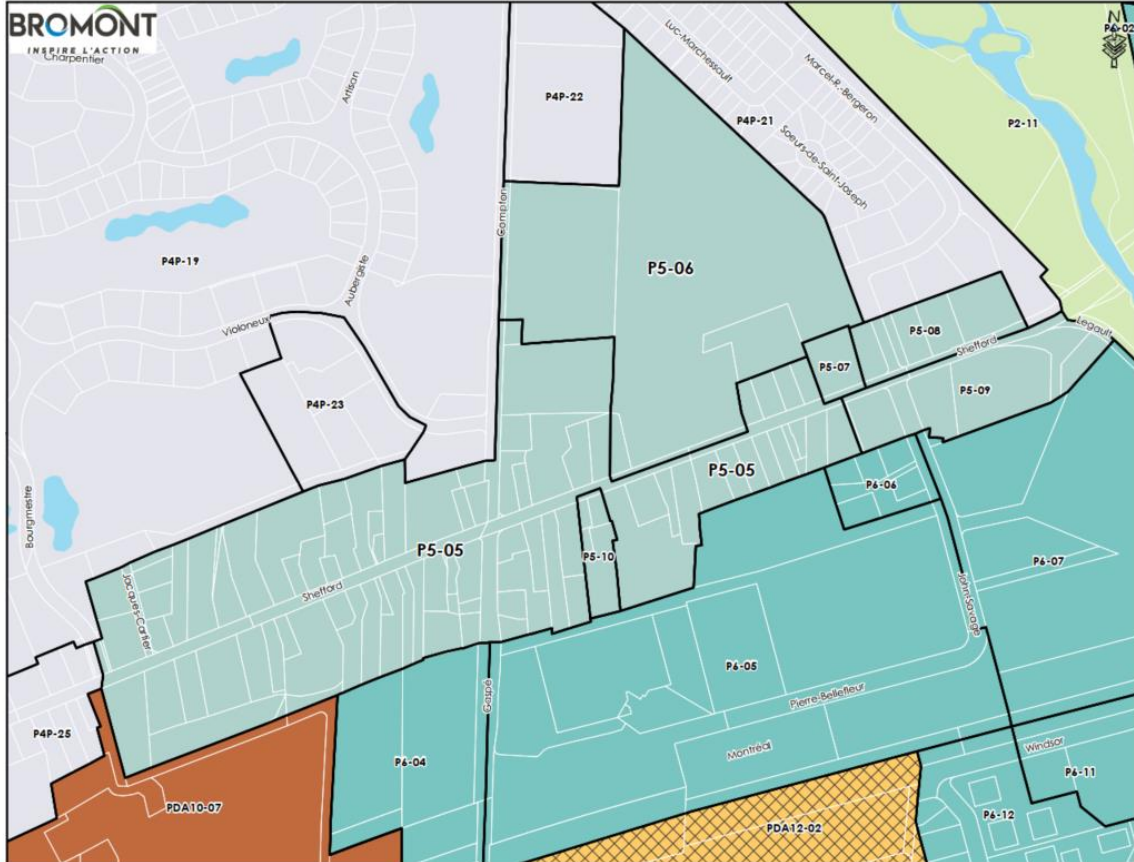 BROMONT
INSPIRE L'ACTION
N
P6-02
Charpentier
Artisan
P4P-22
Luc-Marchessault
Marcel-R.-Bergeron
P4P-21
Soeurs-de-Saint-Joseph
P2-11
Compton
P4P-19
Aubergiste
P5-06
Violoneux
P5-08
Shefford
Legault
P5-07
P5-09
P4P-23
P5-05
P6-06
Bourgmestre
P5-05
P5-10
P6-07
Jacques-Cartier
Shefford
John-Savage
P6-05
Gaspé
Pierre-Bellefleur
P4P-25
Montréal
Windsor
P6-04
P6-11
PDA10-07
P6-12
PDA12-02